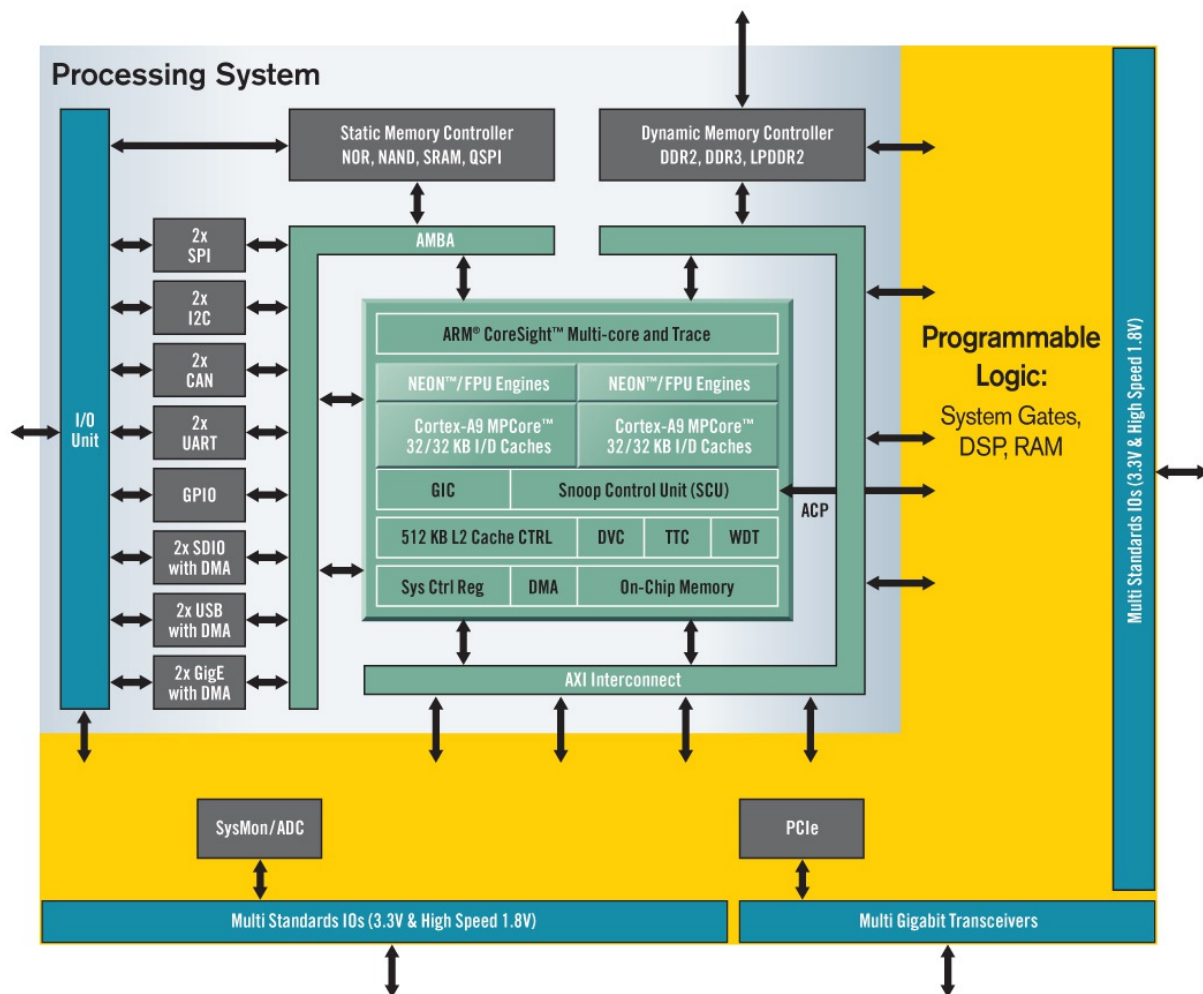 Processing System
Static Memory Controller
NOR, NAND, SRAM, QSPI
Dynamic Memory Controller
DDR2, DDR3, LPDDR2
AMBA
2x
SPI
2x
I2C
2x
CAN
2x
UART
GPIO
2x SDIO
with DMA
2x USB
with DMA
2x GigE
with DMA
I/O
Unit
ARM® CoreSight™ Multi-core and Trace
NEON™/FPU Engines
NEON™/FPU Engines
Cortex-A9 MPCore™
32/32 KB I/D Caches
Cortex-A9 MPCore™
32/32 KB I/D Caches
GIC
Snoop Control Unit (SCU)
ACP
512 KB L2 Cache CTRL
DVC
TTC
WDT
Sys Ctrl Reg
DMA
On-Chip Memory
AXI Interconnect
Programmable
Logic:
System Gates,
DSP, RAM
Multi Standards IOs (3.3V & High Speed 1.8V)
SysMon/ADC
PCIe
Multi Standards IOs (3.3V & High Speed 1.8V)
Multi Gigabit Transceivers